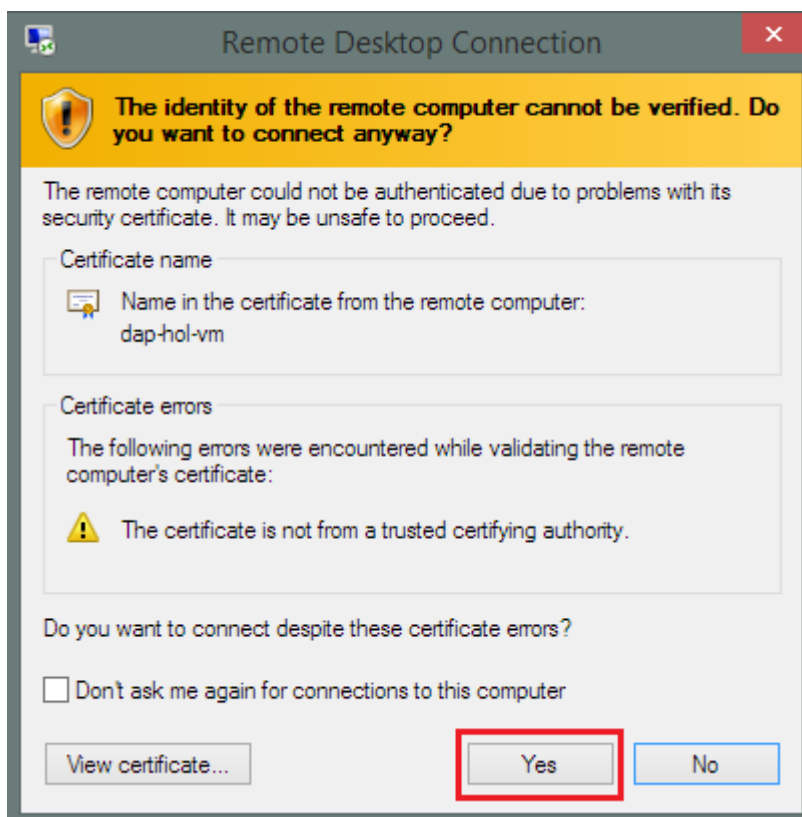 Remote Desktop Connection
The identity of the remote computer cannot be verified. Do
you want to connect anyway?
The remote computer could not be authenticated due to problems with its
security certificate. It may be unsafe to proceed.
Certificate name
Name in the certificate from the remote computer:
dap-hol-vm
Certificate errors
The following errors were encountered while validating the remote
computer's certificate:
The certificate is not from a trusted certifying authority.
Do you want to connect despite these certificate errors?
Don't ask me again for connections to this computer
View certificate...
Yes
No